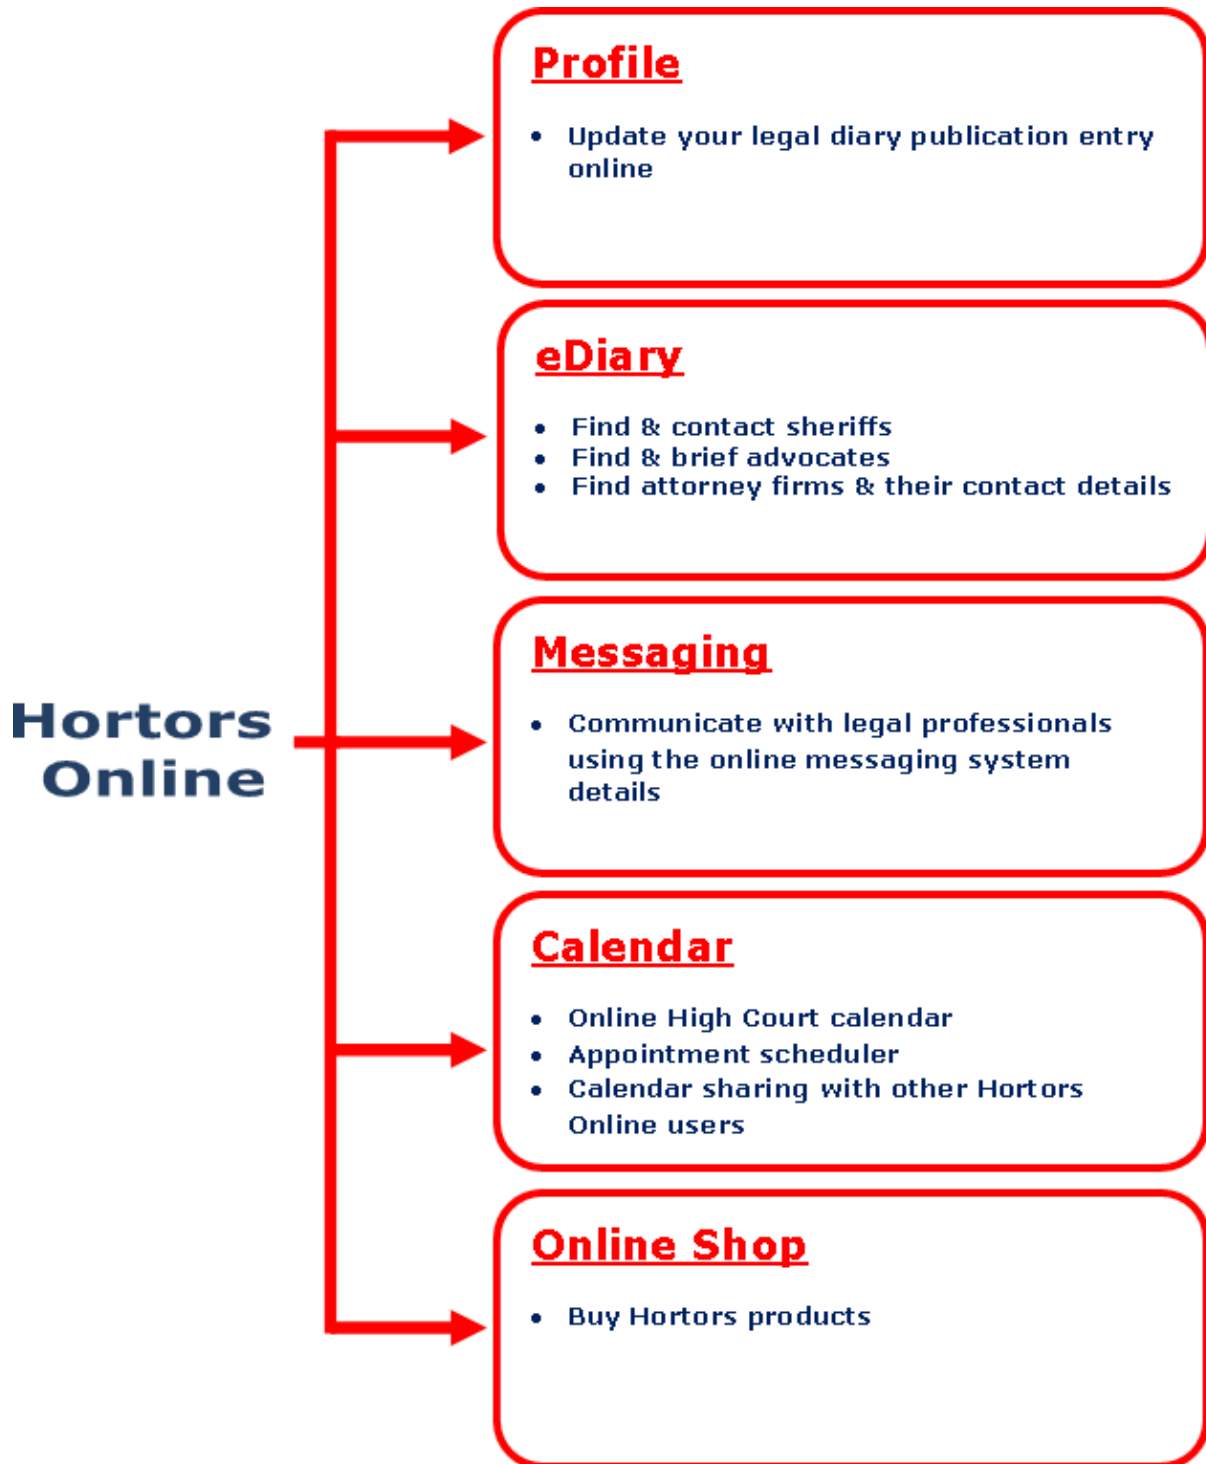 Profile
• Update your legal diary publication entry
online
eDiary
• Find & contact sheriffs
• Find & brief advocates
• Find attorney firms & their contact details
Messaging
• Communicate with legal professionals
using the online messaging system
details
Hortors
Online
Calendar
• Online High Court calendar
• Appointment scheduler
• Calendar sharing with other Hortors
Online users
Online Shop
• Buy Hortors products